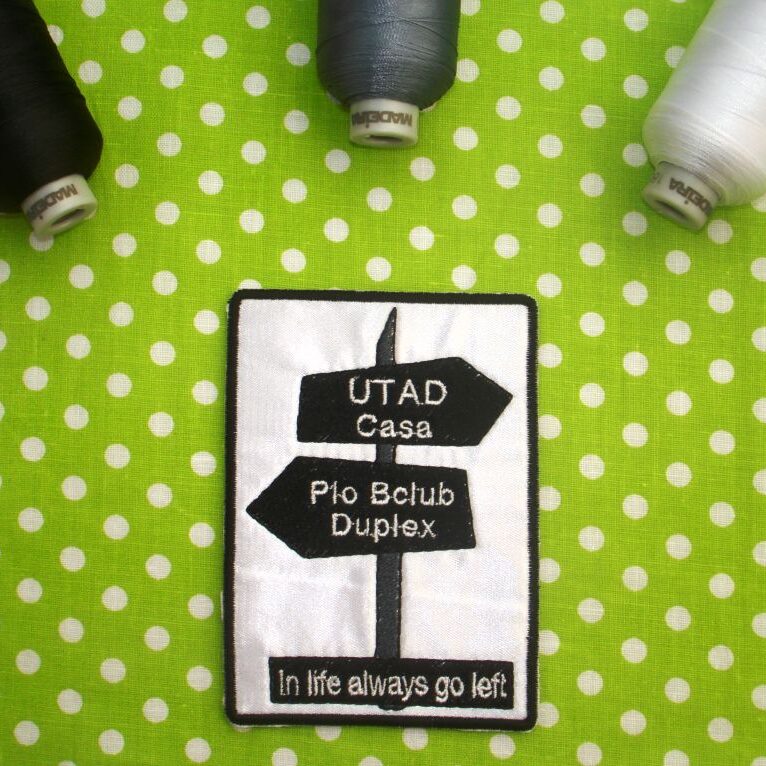 MADEIRA
MADEIRA
MADEIRA
UTAD
Casa
Pio Bclub
Duplex
In life always go left